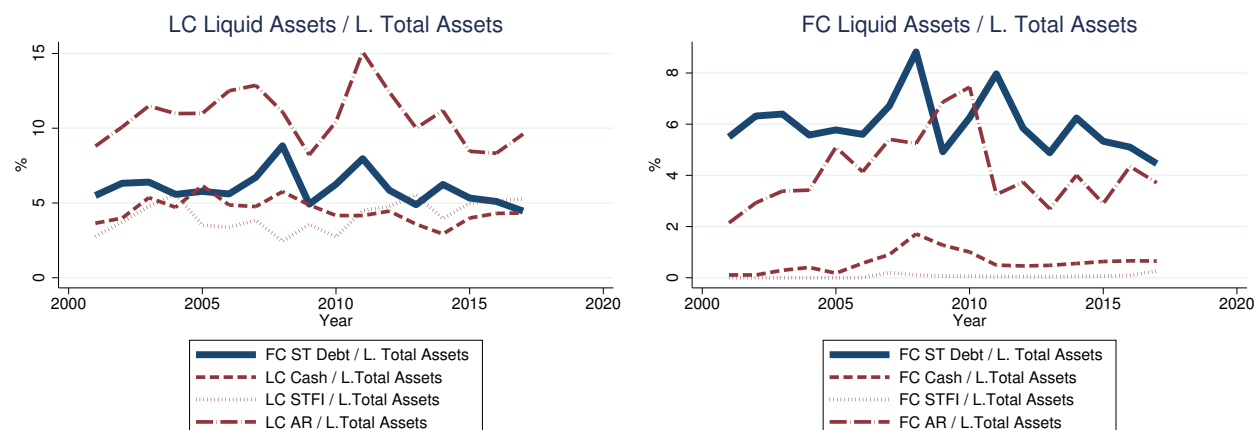 LC Liquid Assets / L. Total Assets
15
10
5
0
%
2000 2005 2010 2015 2020
Year
FC ST Debt / L. Total Assets
LC Cash / L.Total Assets
LC STFI / L.Total Assets
LC AR / L.Total Assets
FC Liquid Assets / L. Total Assets
8
6
4
2
0
%
2000 2005 2010 2015 2020
Year
FC ST Debt / L. Total Assets
FC Cash / L.Total Assets
FC STFI / L.Total Assets
FC AR / L.Total Assets